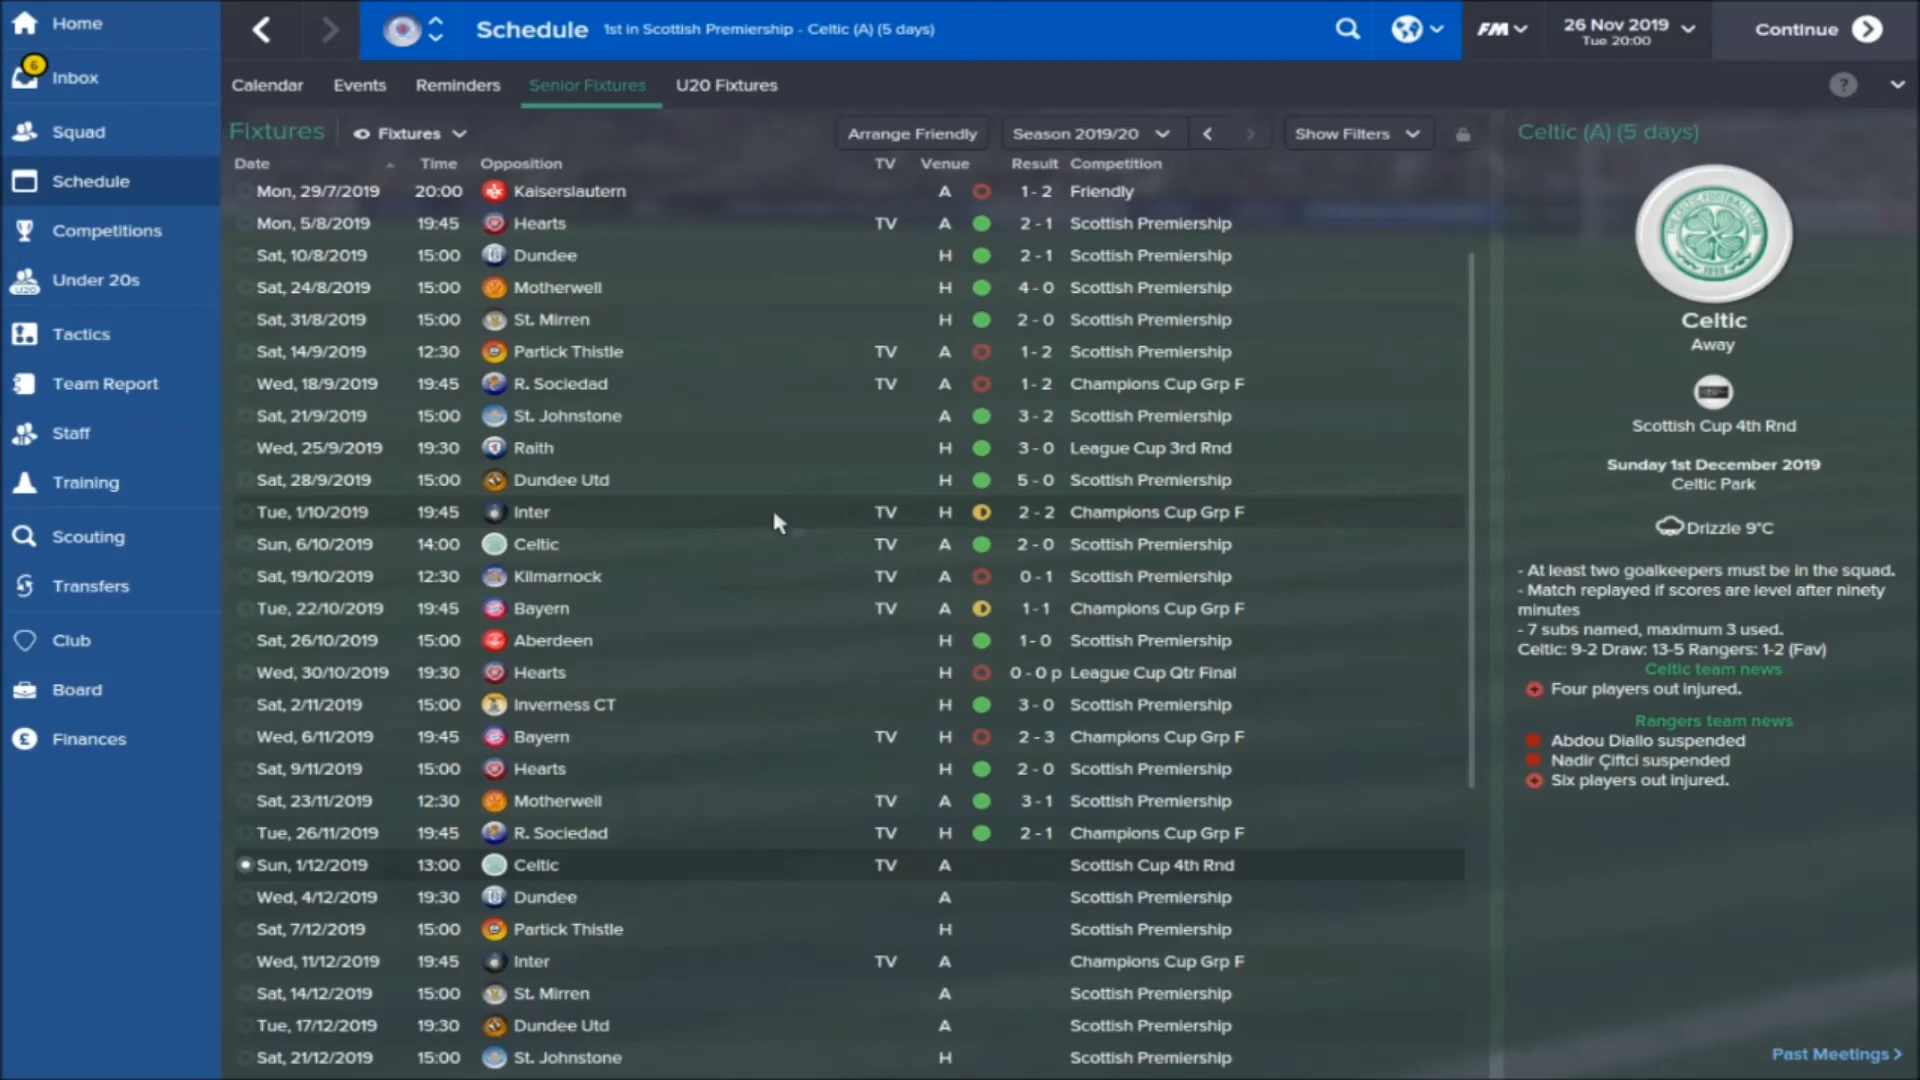 Home
6
Inbox
Squad
Schedule
Competitions
U20
Under 20s
Tactics
Team Report
Staff
Training
Scouting
Transfers
Club
Board
£
Finances
Schedule 1st in Scottish Premiership - Celtic (A) (5 days)
FM
26 Nov 2019
Tue 20:00
Continue
Calendar Events Reminders Senior Fixtures U20 Fixtures
?
Fixtures Fixtures Arrange Friendly Season 2019/20 Show Filters
Date Time Opposition TV Venue Result Competition
Mon, 29/7/2019 20:00 Kaiserslautern A 1 - 2 Friendly
Mon, 5/8/2019 19:45 Hearts TV A 2 - 1 Scottish Premiership
Sat, 10/8/2019 15:00 Dundee H 2 - 1 Scottish Premiership
Sat, 24/8/2019 15:00 Motherwell H 4 - 0 Scottish Premiership
Sat, 31/8/2019 15:00 St. Mirren H 2 - 0 Scottish Premiership
Sat, 14/9/2019 12:30 Partick Thistle TV A 1 - 2 Scottish Premiership
Wed, 18/9/2019 19:45 R. Sociedad TV A 1 - 2 Champions Cup Grp F
Sat, 21/9/2019 15:00 St. Johnstone A 3 - 2 Scottish Premiership
Wed, 25/9/2019 19:30 Raith H 3 - 0 League Cup 3rd Rnd
Sat, 28/9/2019 15:00 Dundee Utd H 5 - 0 Scottish Premiership
Tue, 1/10/2019 19:45 Inter TV H 2 - 2 Champions Cup Grp F
Sun, 6/10/2019 14:00 Celtic TV A 2 - 0 Scottish Premiership
Sat, 19/10/2019 12:30 Kilmarnock TV A 0 - 1 Scottish Premiership
Tue, 22/10/2019 19:45 Bayern TV A 1 - 1 Champions Cup Grp F
Sat, 26/10/2019 15:00 Aberdeen H 1 - 0 Scottish Premiership
Wed, 30/10/2019 19:30 Hearts H 0 - 0 p League Cup Qtr Final
Sat, 2/11/2019 15:00 Inverness CT H 3 - 0 Scottish Premiership
Wed, 6/11/2019 19:45 Bayern TV H 2 - 3 Champions Cup Grp F
Sat, 9/11/2019 15:00 Hearts H 2 - 0 Scottish Premiership
Sat, 23/11/2019 12:30 Motherwell TV A 3 - 1 Scottish Premiership
Tue, 26/11/2019 19:45 R. Sociedad TV H 2 - 1 Champions Cup Grp F
Sun, 1/12/2019 13:00 Celtic TV A Scottish Cup 4th Rnd
Wed, 4/12/2019 19:30 Dundee A Scottish Premiership
Sat, 7/12/2019 15:00 Partick Thistle H Scottish Premiership
Wed, 11/12/2019 19:45 Inter TV A Champions Cup Grp F
Sat, 14/12/2019 15:00 St. Mirren A Scottish Premiership
Tue, 17/12/2019 19:30 Dundee Utd A Scottish Premiership
Sat, 21/12/2019 15:00 St. Johnstone H Scottish Premiership
Celtic (A) (5 days)
THE CELTIC FOOTBALL CLUB
1888
Celtic
Away
Scottish Cup 4th Rnd
Sunday 1st December 2019
Celtic Park
Drizzle 9°C
- At least two goalkeepers must be in the squad.
- Match replayed if scores are level after ninety
minutes
- 7 subs named, maximum 3 used.
Celtic: 9-2 Draw: 13-5 Rangers: 1-2 (Fav)
Celtic team news
Four players out injured.
Rangers team news
Abdou Diallo suspended
Nadir Çiftci suspended
Six players out injured.
Past Meetings >